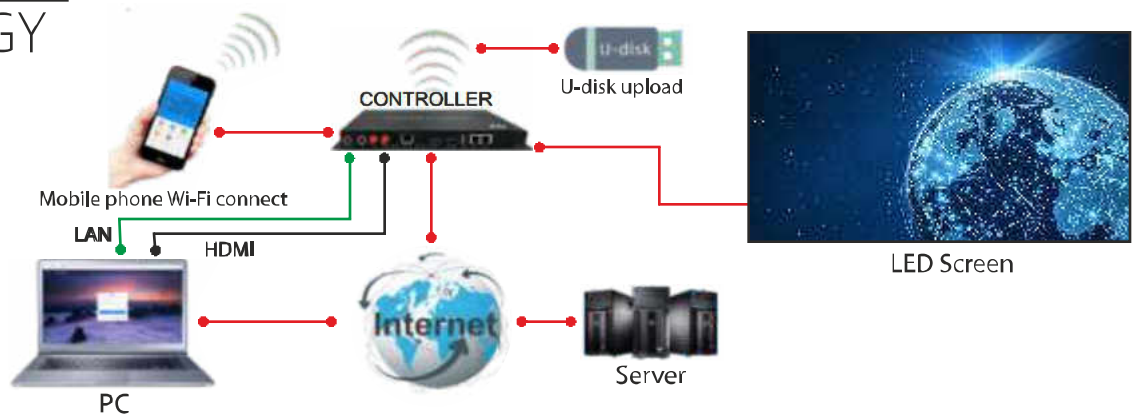 GY
U-disk
U-disk upload
CONTROLLER
Mobile phone Wi-Fi connect
LAN
HDMI
LED Screen
Internet
Server
PC